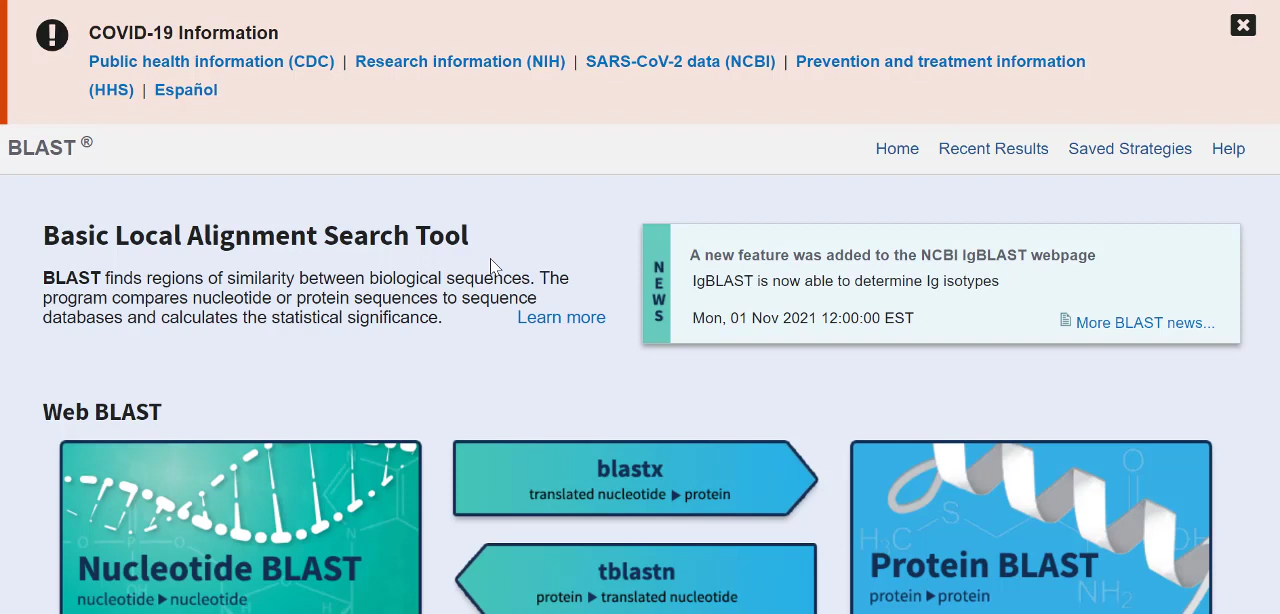 COVID-19 Information
Public health information (CDC) | Research information (NIH) | SARS-CoV-2 data (NCBI) | Prevention and treatment information
(HHS) | Español
BLAST ®
Home Recent Results Saved Strategies Help
Basic Local Alignment Search Tool
BLAST finds regions of similarity between biological sequences. The
program compares nucleotide or protein sequences to sequence
databases and calculates the statistical significance. Learn more
NEWS
A new feature was added to the NCBI IgBLAST webpage
IgBLAST is now able to determine Ig isotypes
Mon, 01 Nov 2021 12:00:00 EST
More BLAST news...
Web BLAST
Nucleotide BLAST
nucleotide ▶ nucleotide
blastx
translated nucleotide ▶ protein
tblastn
protein ▶ translated nucleotide
O
S
H₃C
OH
NH₂
Protein BLAST
protein ▶ protein